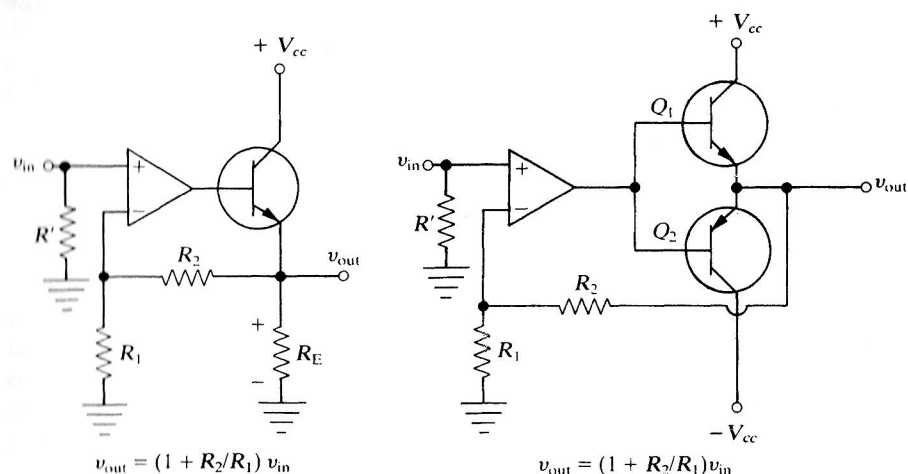 + V_cc
v_in
+
−
R'
R_2
v_out
R_1
+
R_E
−
v_out = (1 + R_2/R_1) v_in
+ V_cc
Q_1
v_in
+
−
v_out
R'
Q_2
R_2
R_1
− V_cc
v_out = (1 + R_2/R_1)v_in